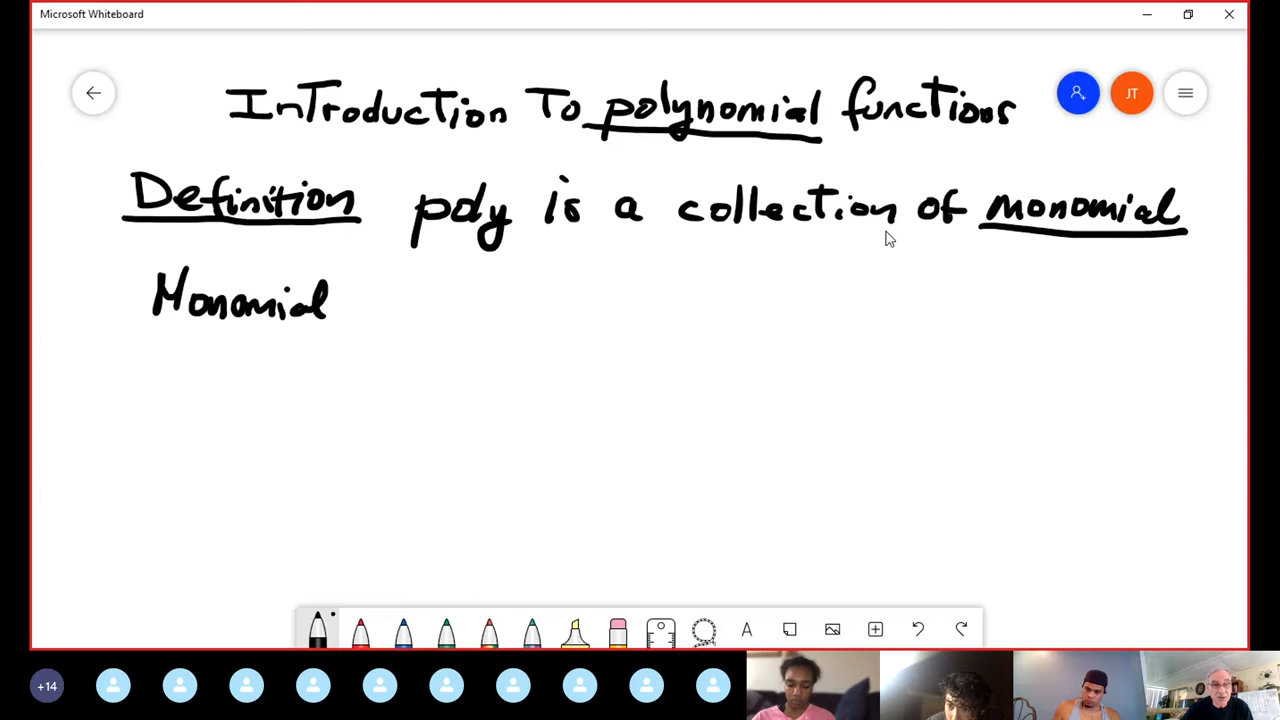 Microsoft Whiteboard
Introduction To polynomial functions
JT
Definition poly is a collection of monomial
Monomial
A
+14